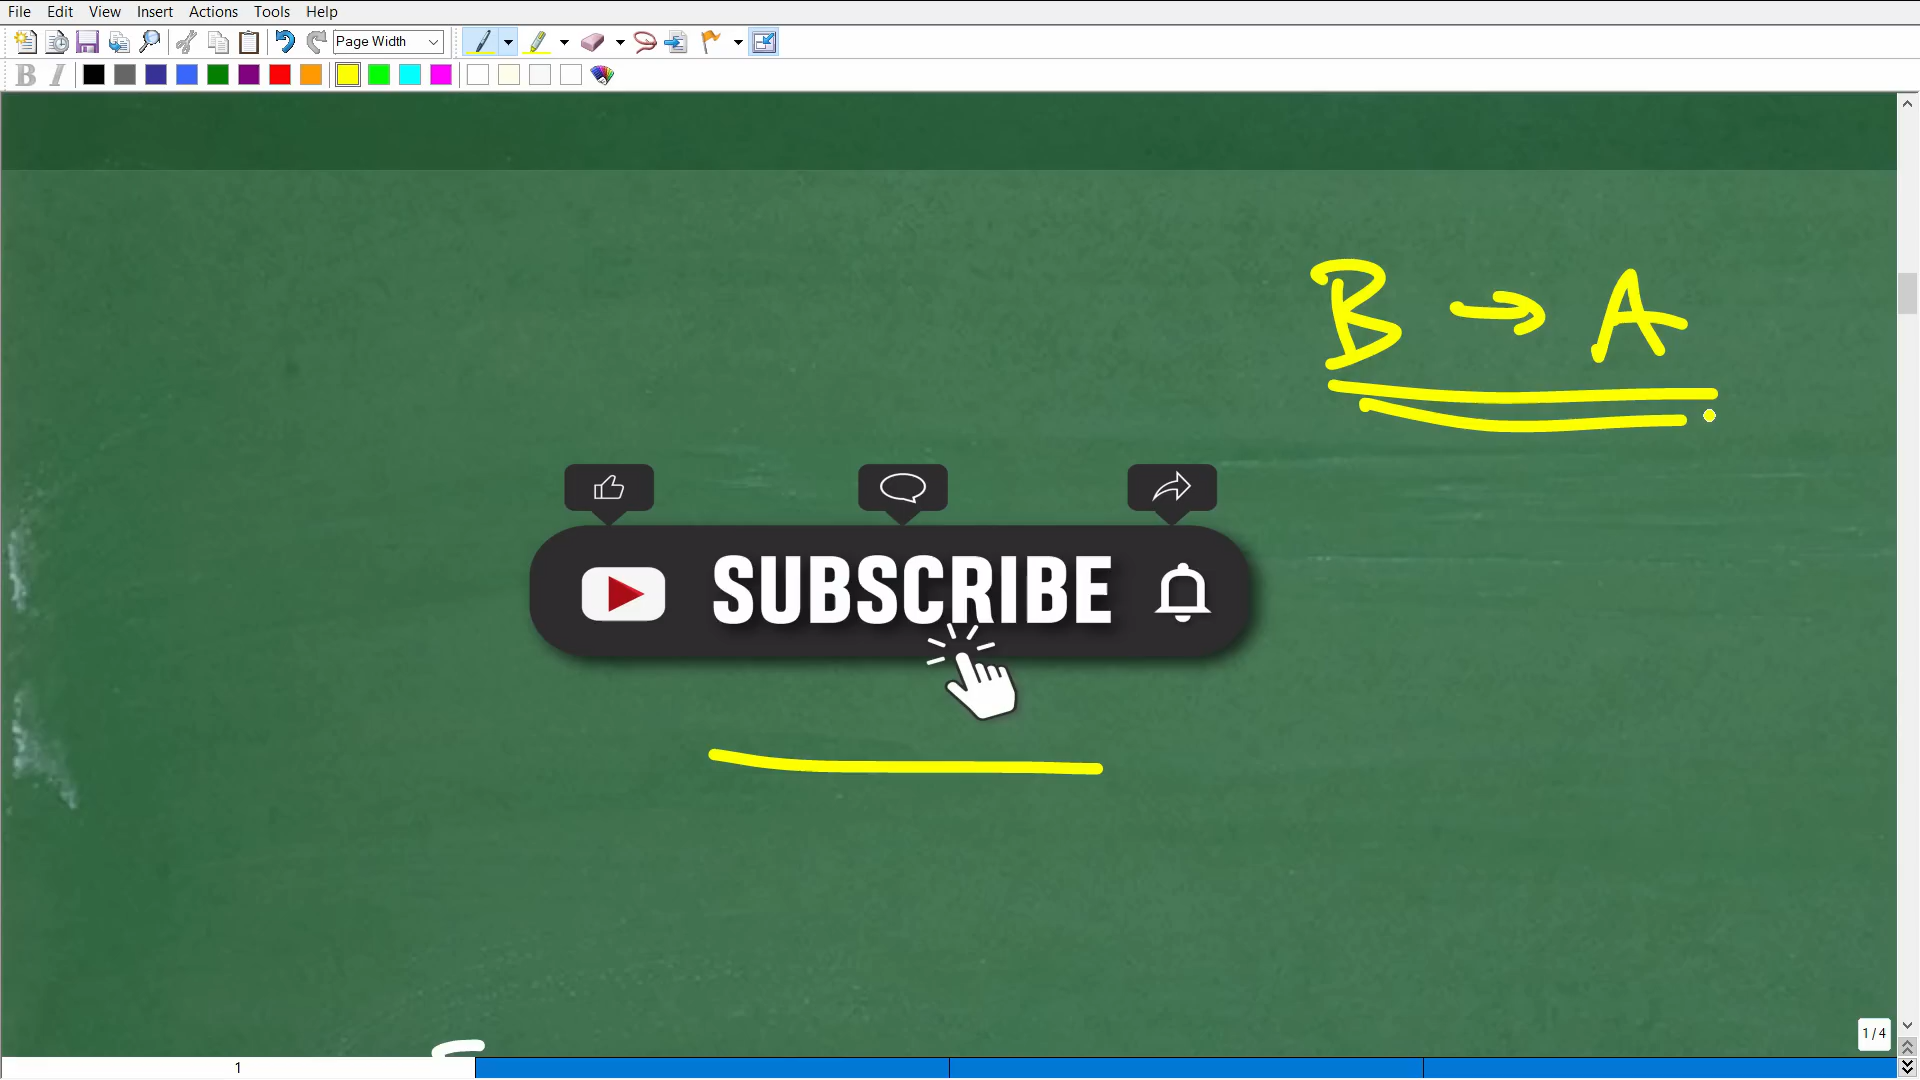 File Edit View Insert Actions Tools Help
Page Width
B I
B → A
SUBSCRIBE
1 / 4
1